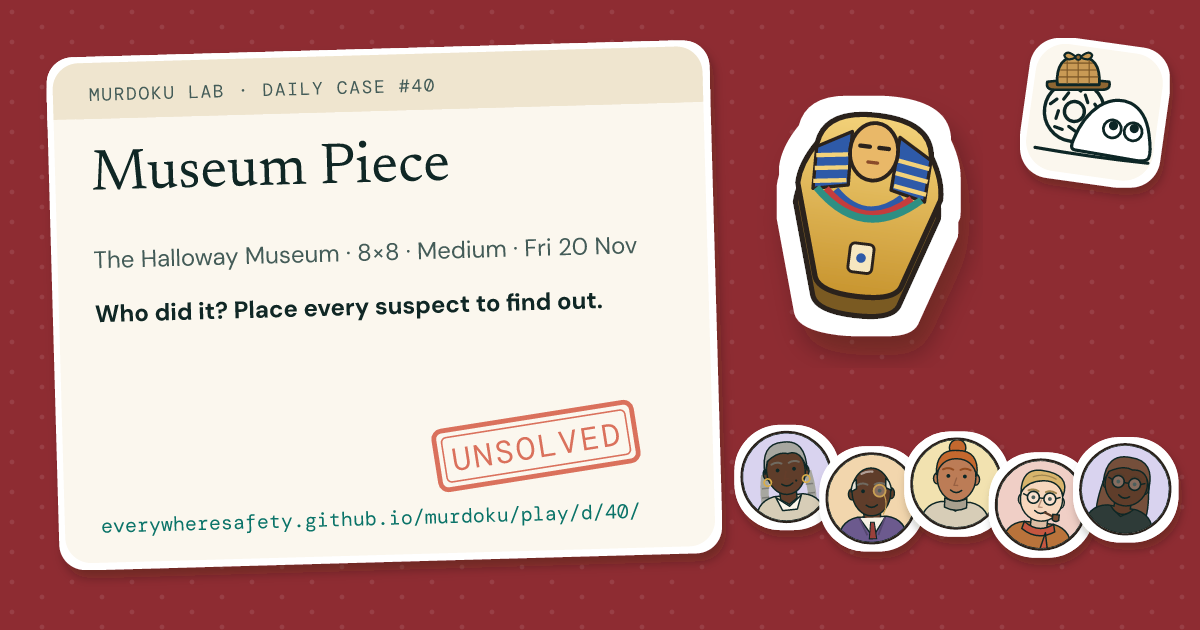 MURDOKU LAB · DAILY CASE #40
Museum Piece
The Halloway Museum · 8×8 · Medium · Fri 20 Nov
Who did it? Place every suspect to find out.
UNSOLVED
everywheresafety.github.io/murdoku/play/d/40/